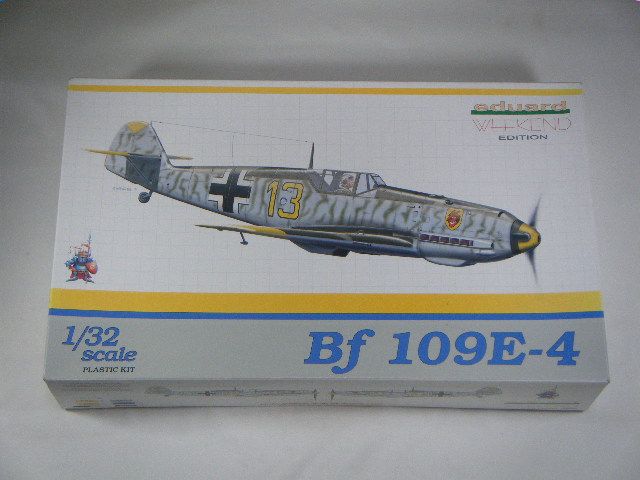 eduard
WEEKEND
EDITION
13
1/32
scale
PLASTIC KIT
Bf 109E-4